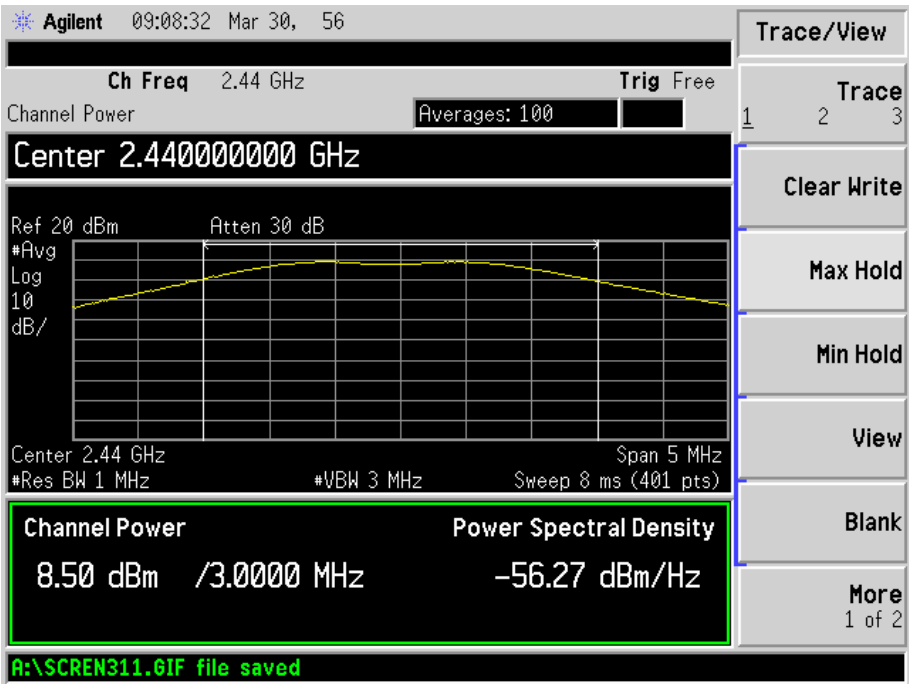 Agilent 09:08:32 Mar 30, 56
Trace/View
Ch Freq 2.44 GHz Trig Free
Channel Power Averages: 100
Center 2.440000000 GHz
Ref 20 dBm Atten 30 dB
#Avg
Log
10
dB/
Center 2.44 GHz Span 5 MHz
#Res BW 1 MHz #VBW 3 MHz Sweep 8 ms (401 pts)
Channel Power Power Spectral Density
8.50 dBm /3.0000 MHz -56.27 dBm/Hz
A:\SCREN311.GIF file saved
Trace
1 2 3
Clear Write
Max Hold
Min Hold
View
Blank
More
1 of 2